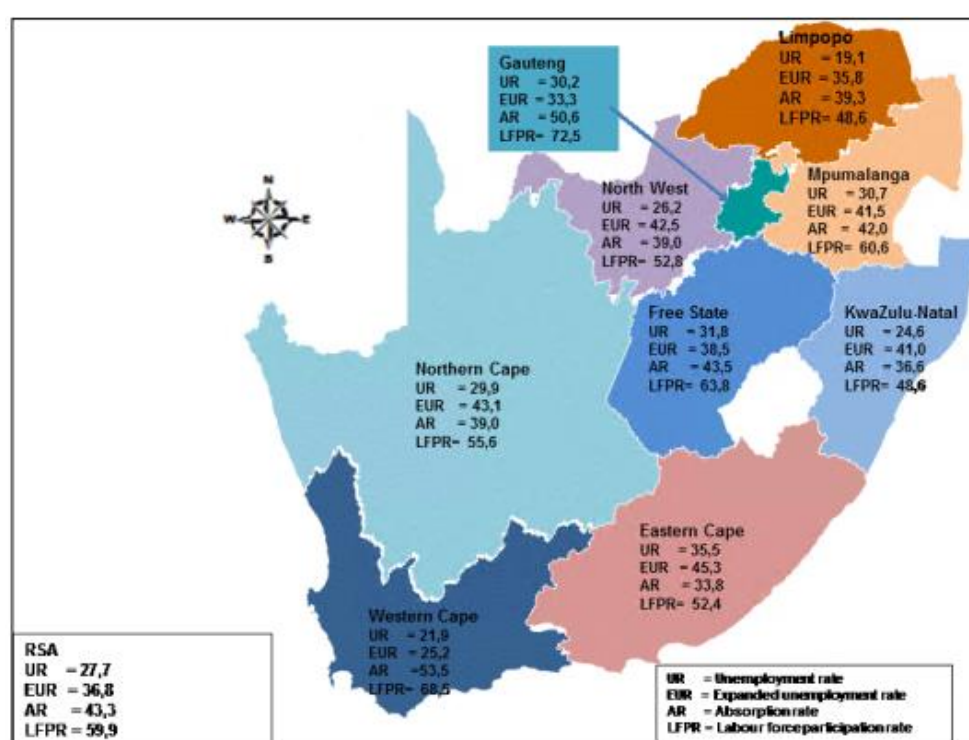 Limpopo
UR = 19,1
EUR = 35,8
AR = 39,3
LFPR= 48,6
Gauteng
UR = 30,2
EUR = 33,3
AR = 50,6
LFPR= 72,5
Mpumalanga
UR = 30,7
EUR = 41,5
AR = 42,0
LFPR= 60,6
North West
UR = 26,2
EUR = 42,5
AR = 39,0
LFPR= 52,8
N
W
E
S
Free State
UR = 31,8
EUR = 38,5
AR = 43,5
LFPR= 63,8
KwaZulu-Natal
UR = 24,6
EUR = 41,0
AR = 36,6
LFPR= 48,6
Northern Cape
UR = 29,9
EUR = 43,1
AR = 39,0
LFPR= 55,6
Eastern Cape
UR = 35,5
EUR = 45,3
AR = 33,8
LFPR= 52,4
Western Cape
UR = 21,9
EUR = 25,2
AR =53,5
LFPR= 68,5
RSA
UR = 27,7
EUR = 36,8
AR = 43,3
LFPR = 59,9
UR = Unemployment rate
EUR = Expanded unemployment rate
AR = Absorption rate
LFPR = Labour force participation rate